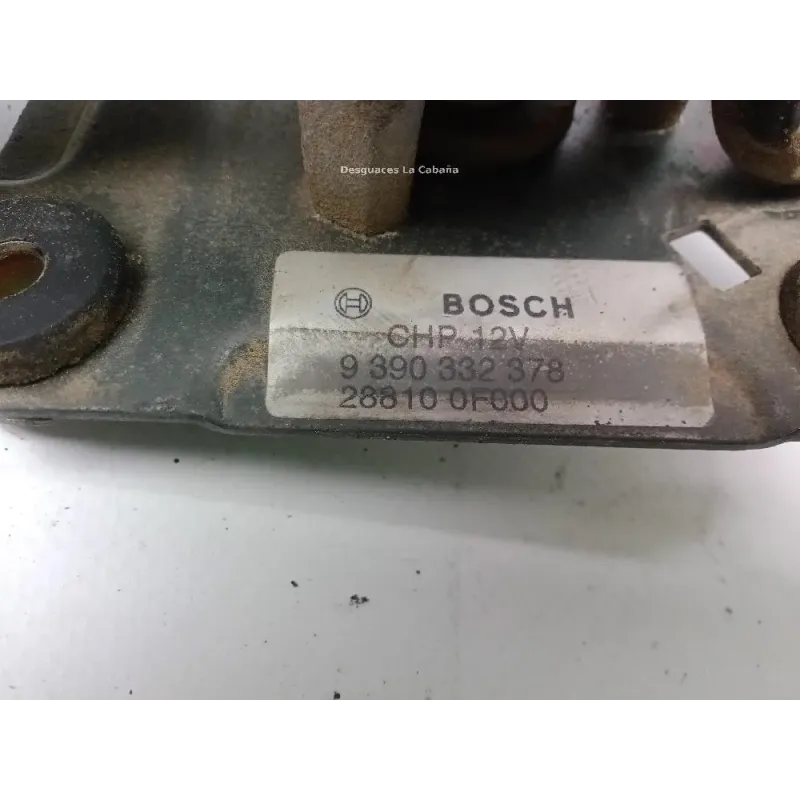 Desguaces La Cabaña
BOSCH
CHP 12V
9 390 332 378
28810 0F000